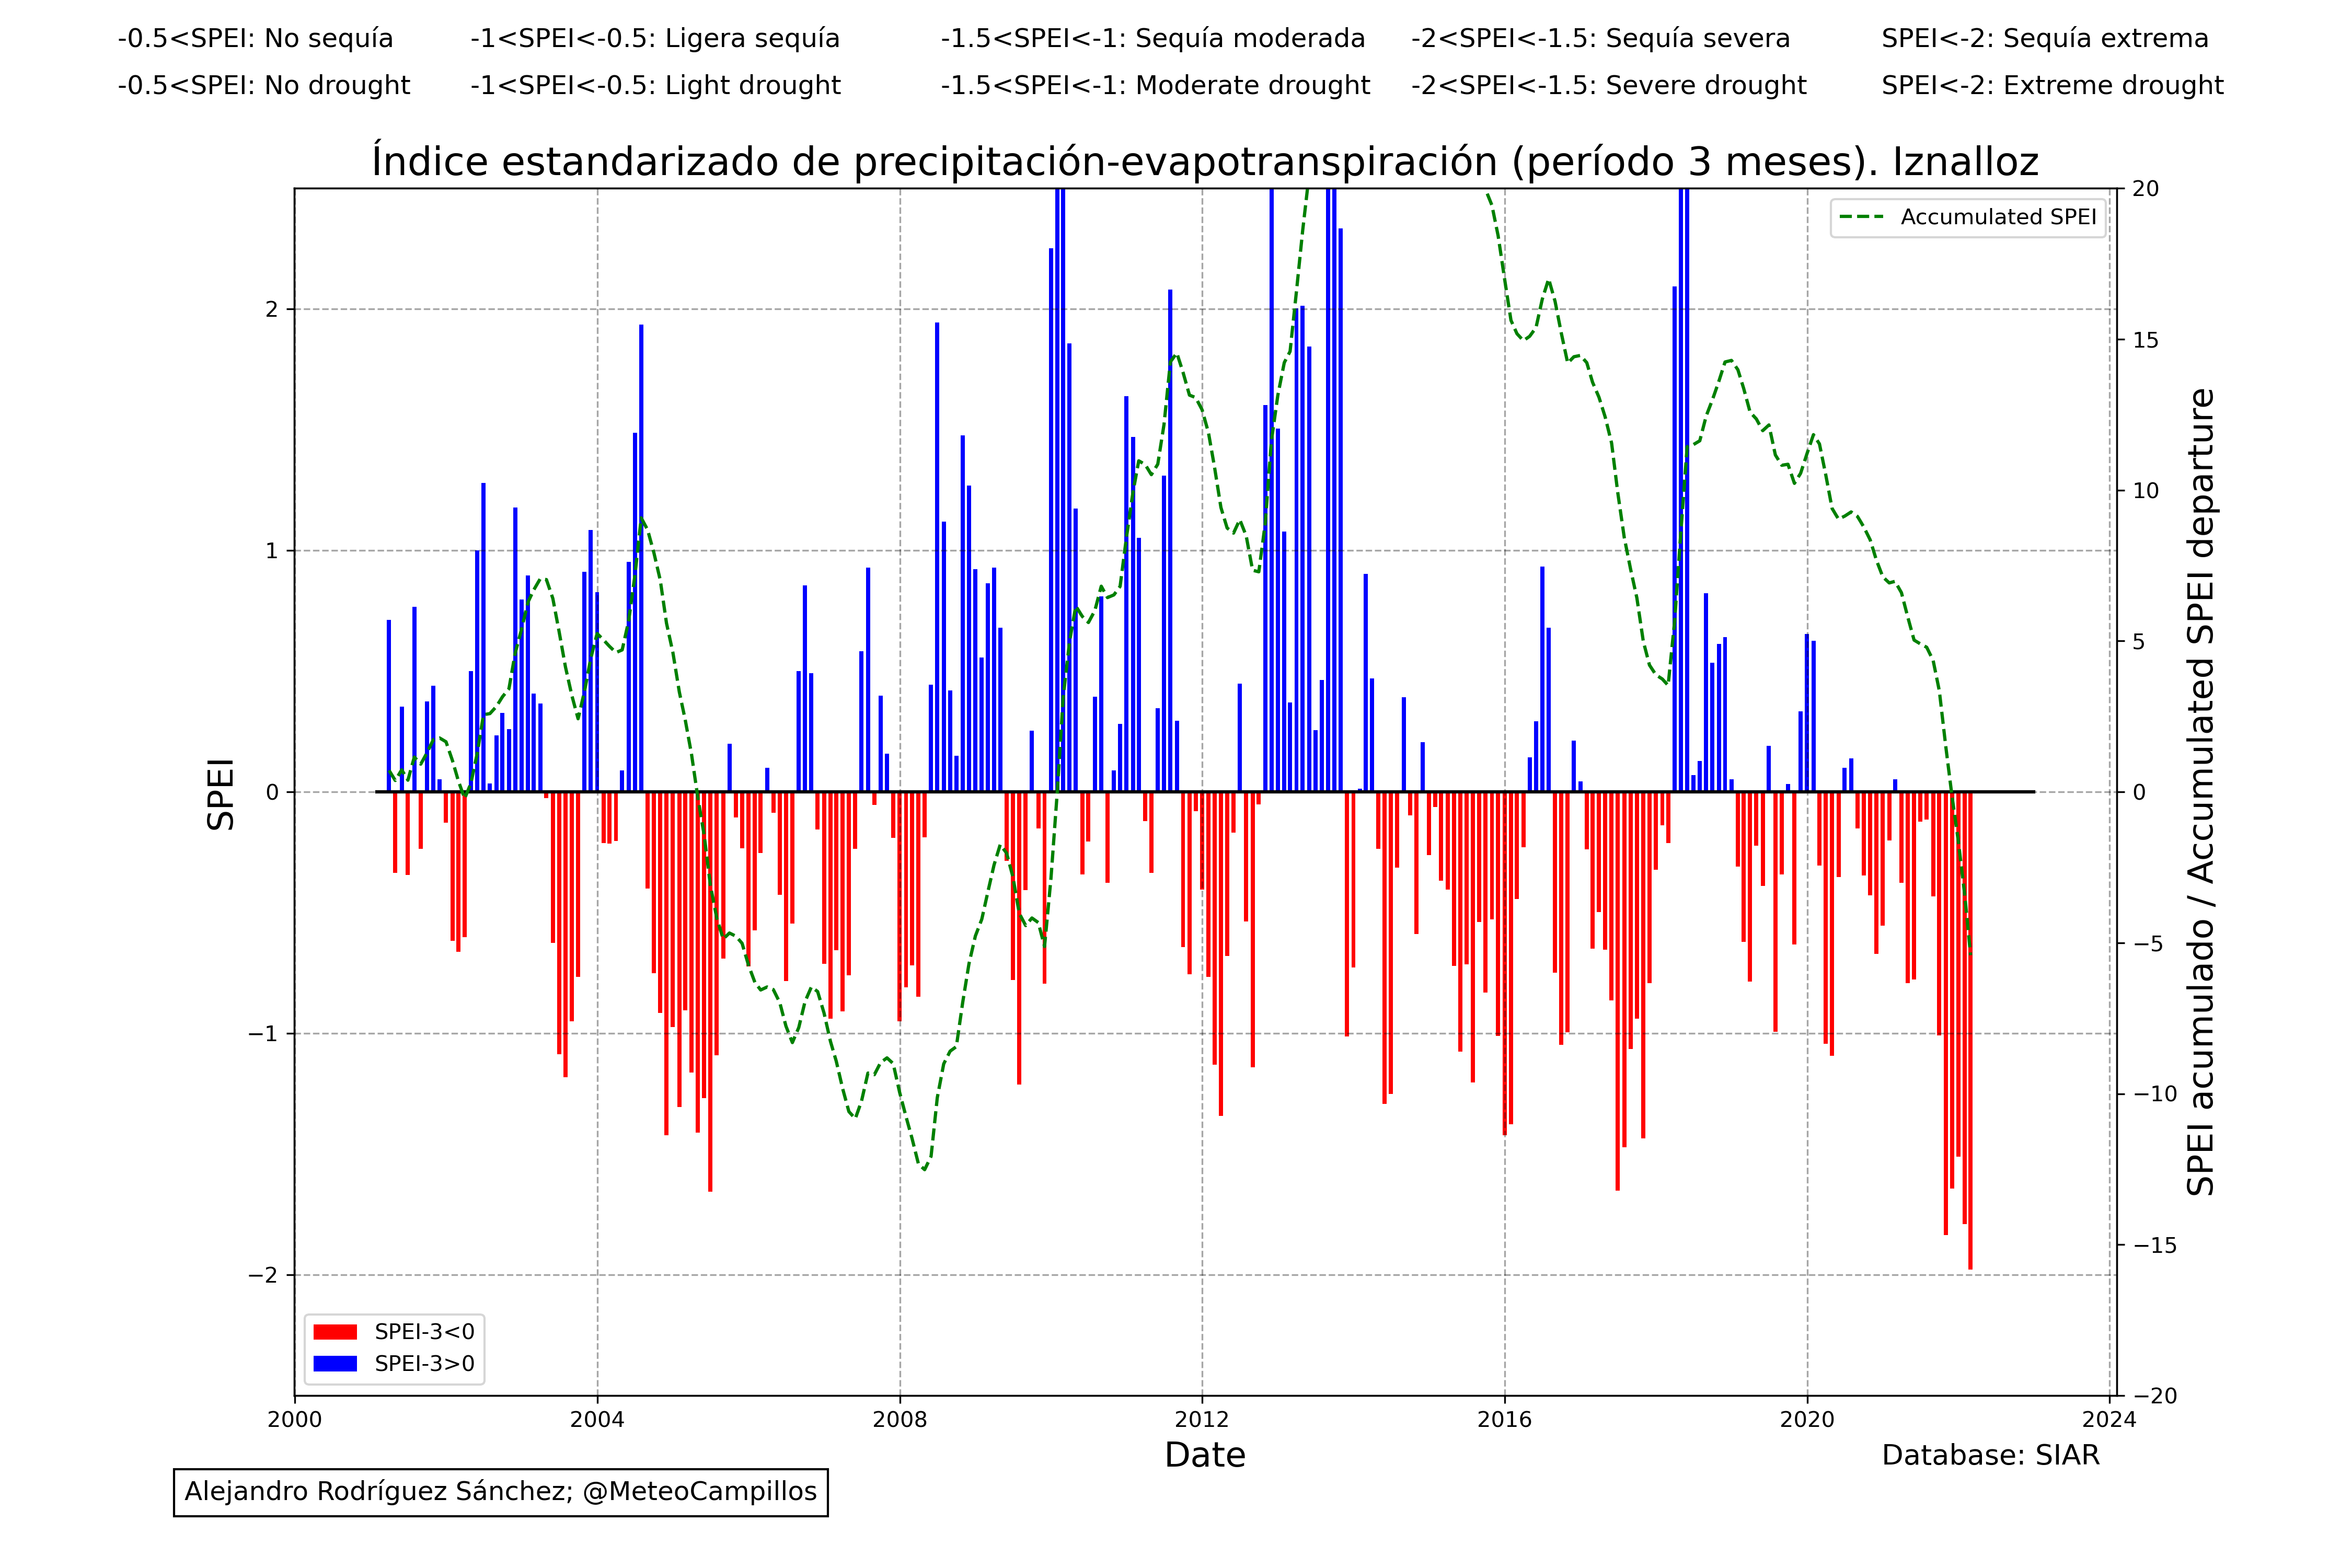 -0.5<SPEI: No sequía -1<SPEI<-0.5: Ligera sequía -1.5<SPEI<-1: Sequía moderada -2<SPEI<-1.5: Sequía severa SPEI<-2: Sequía extrema
-0.5<SPEI: No drought -1<SPEI<-0.5: Light drought -1.5<SPEI<-1: Moderate drought -2<SPEI<-1.5: Severe drought SPEI<-2: Extreme drought
Índice estandarizado de precipitación-evapotranspiración (período 3 meses). Iznalloz
Accumulated SPEI
SPEI
2
1
0
−1
−2
20
15
10
5
0
−5
−10
−15
−20
SPEI acumulado / Accumulated SPEI departure
SPEI-3<0
SPEI-3>0
2000 2004 2008 2012 2016 2020 2024
Date
Database: SIAR
Alejandro Rodríguez Sánchez; @MeteoCampillos